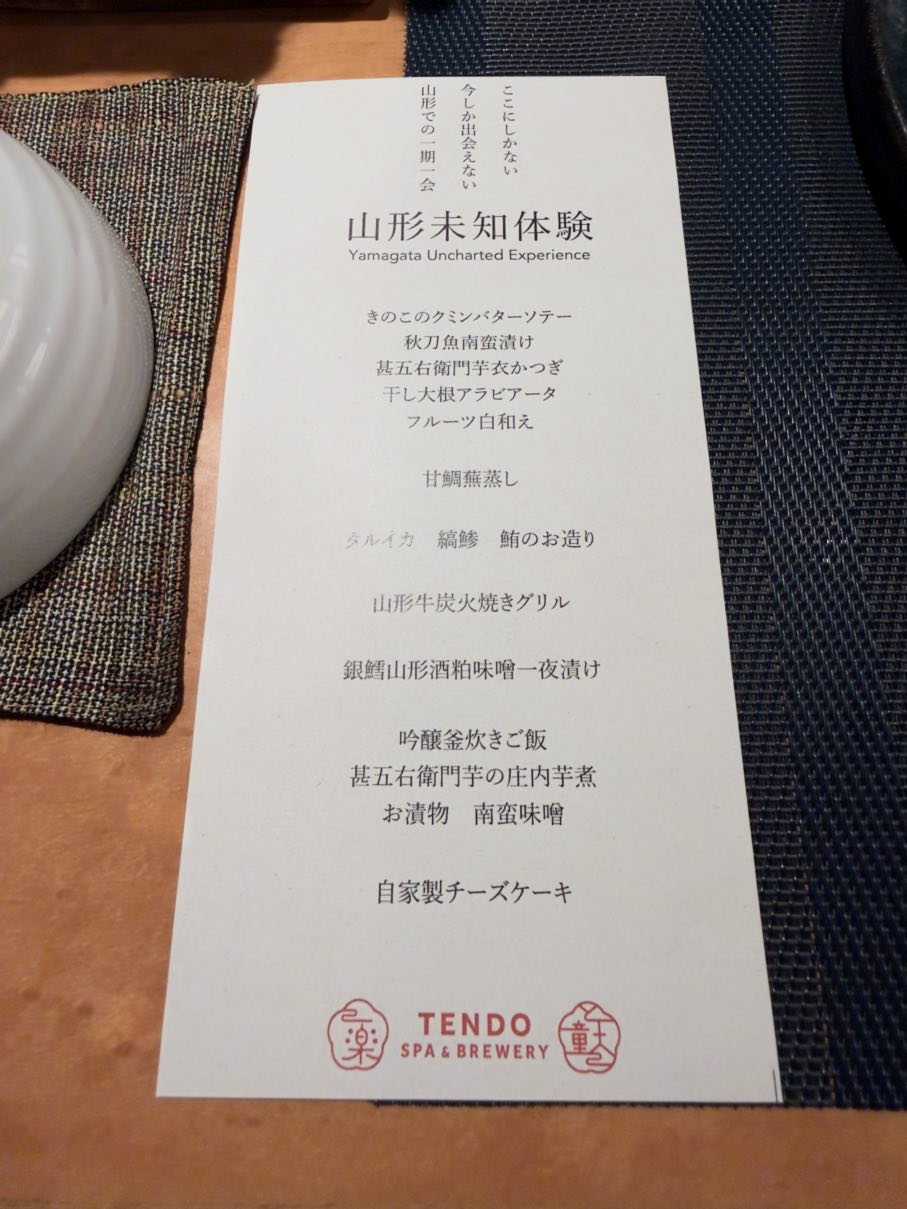 ここにしかない
今しか出会えない
山形での一期一会
山形未知体験
Yamagata Uncharted Experience
きのこのクミンバターソテー
秋刀魚南蛮漬け
甚五右衛門芋衣かつぎ
干し大根アラビアータ
フルーツ白和え
甘鯛蕪蒸し
タルイカ　縞鯵　鮪のお造り
山形牛炭火焼きグリル
銀鱈山形酒粕味噌一夜漬け
吟醸釜炊きご飯
甚五右衛門芋の庄内芋煮
お漬物　南蛮味噌
自家製チーズケーキ
楽
TENDO
SPA & BREWERY
天童